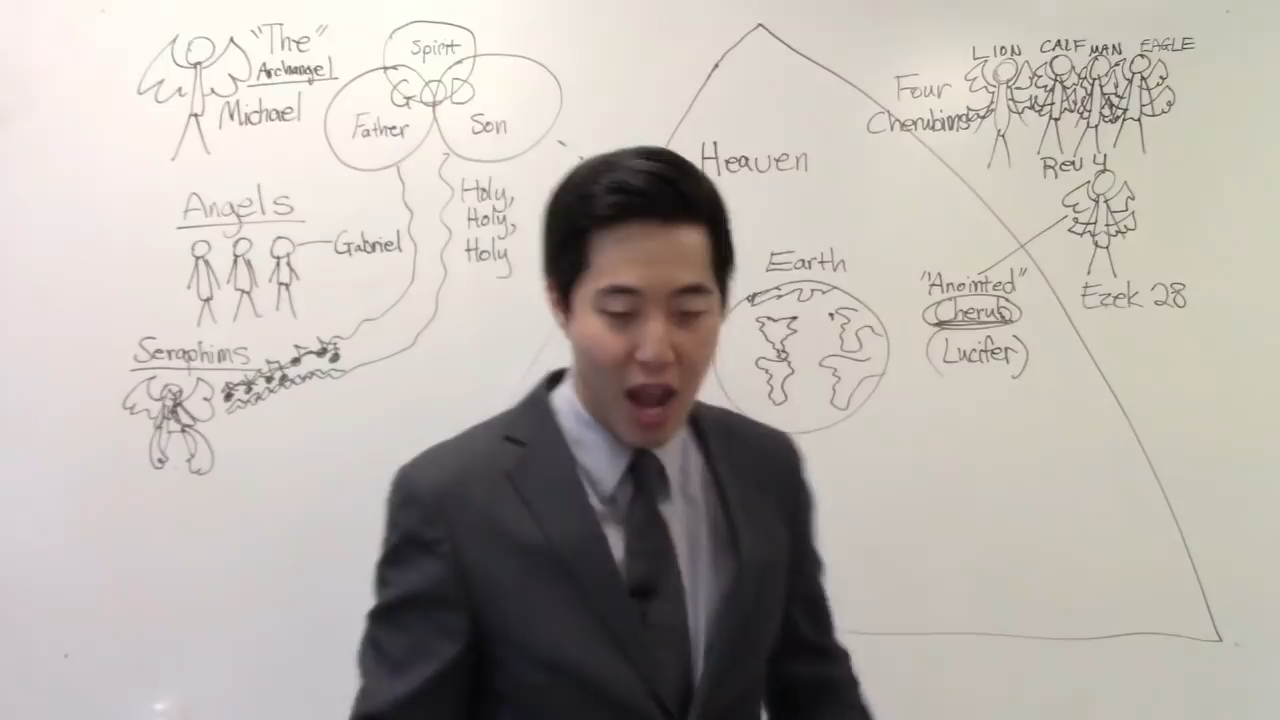 "The"
Archangel
Michael
Spirit
GOD
Father
Son
Holy,
Holy,
Holy
Angels
Gabriel
Seraphims
Heaven
Earth
LION CALF MAN EAGLE
Four
Cherubims
Rev 4
"Anointed"
Cherub
(Lucifer)
Ezek 28